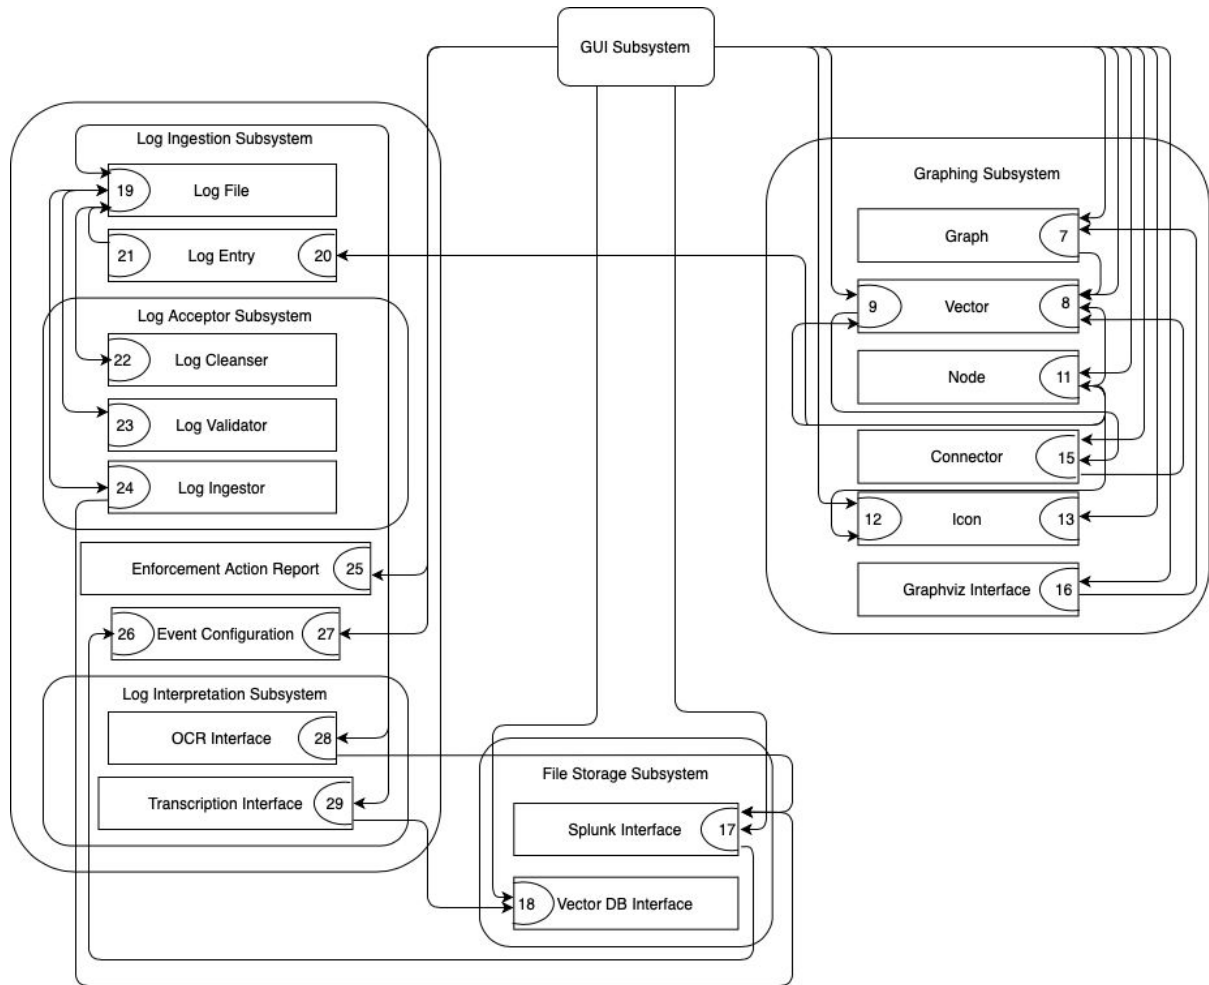 GUI Subsystem
Log Ingestion Subsystem
19 Log File
21 Log Entry 20
Log Acceptor Subsystem
22 Log Cleanser
23 Log Validator
24 Log Ingestor
Enforcement Action Report 25
26 Event Configuration 27
Log Interpretation Subsystem
OCR Interface 28
Transcription Interface 29
File Storage Subsystem
Splunk Interface 17
18 Vector DB Interface
Graphing Subsystem
Graph 7
9 Vector 8
Node 11
Connector 15
12 Icon 13
Graphviz Interface 16